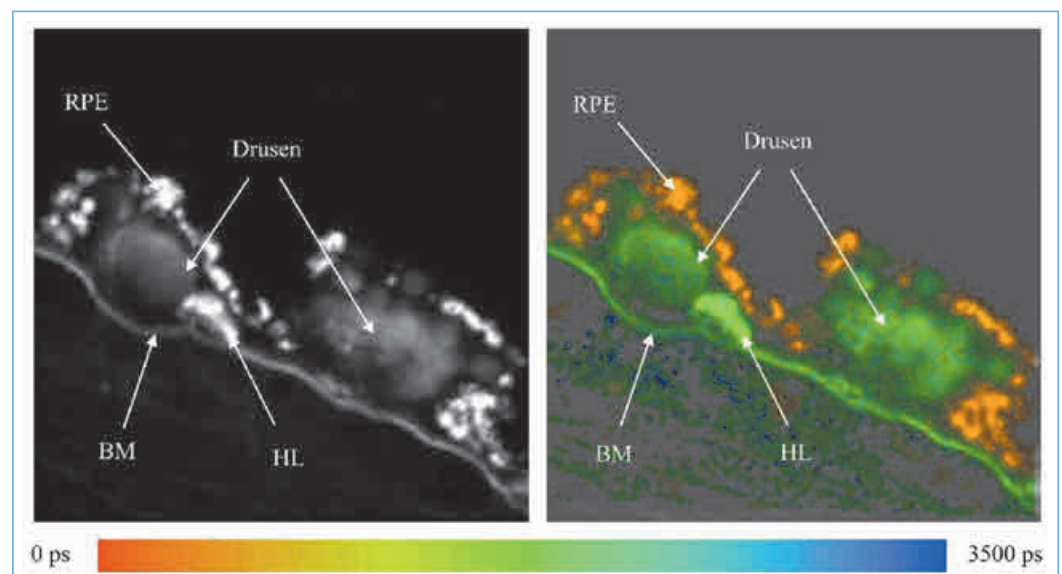 RPE
Drusen
BM
HL
RPE
Drusen
BM
HL
0 ps
3500 ps